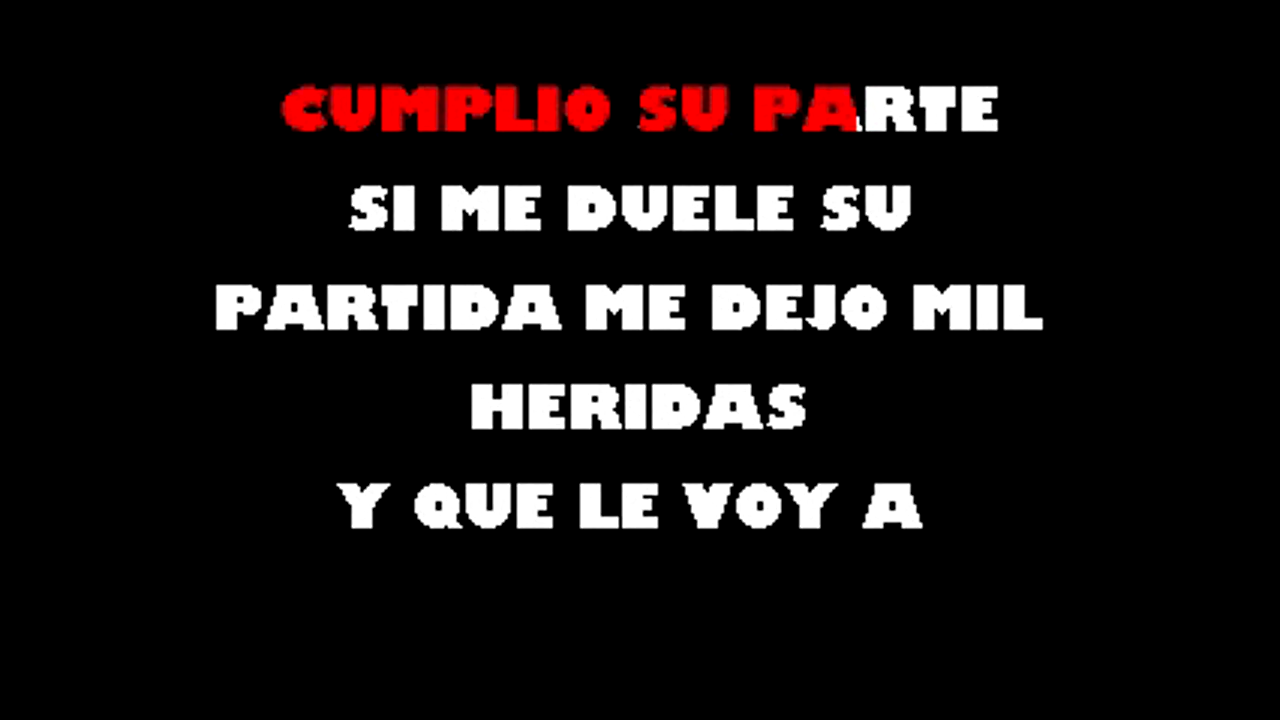 CUMPLIO SU PARTE
SI ME DUELE SU
PARTIDA ME DEJO MIL
HERIDAS
Y QUE LE VOY A